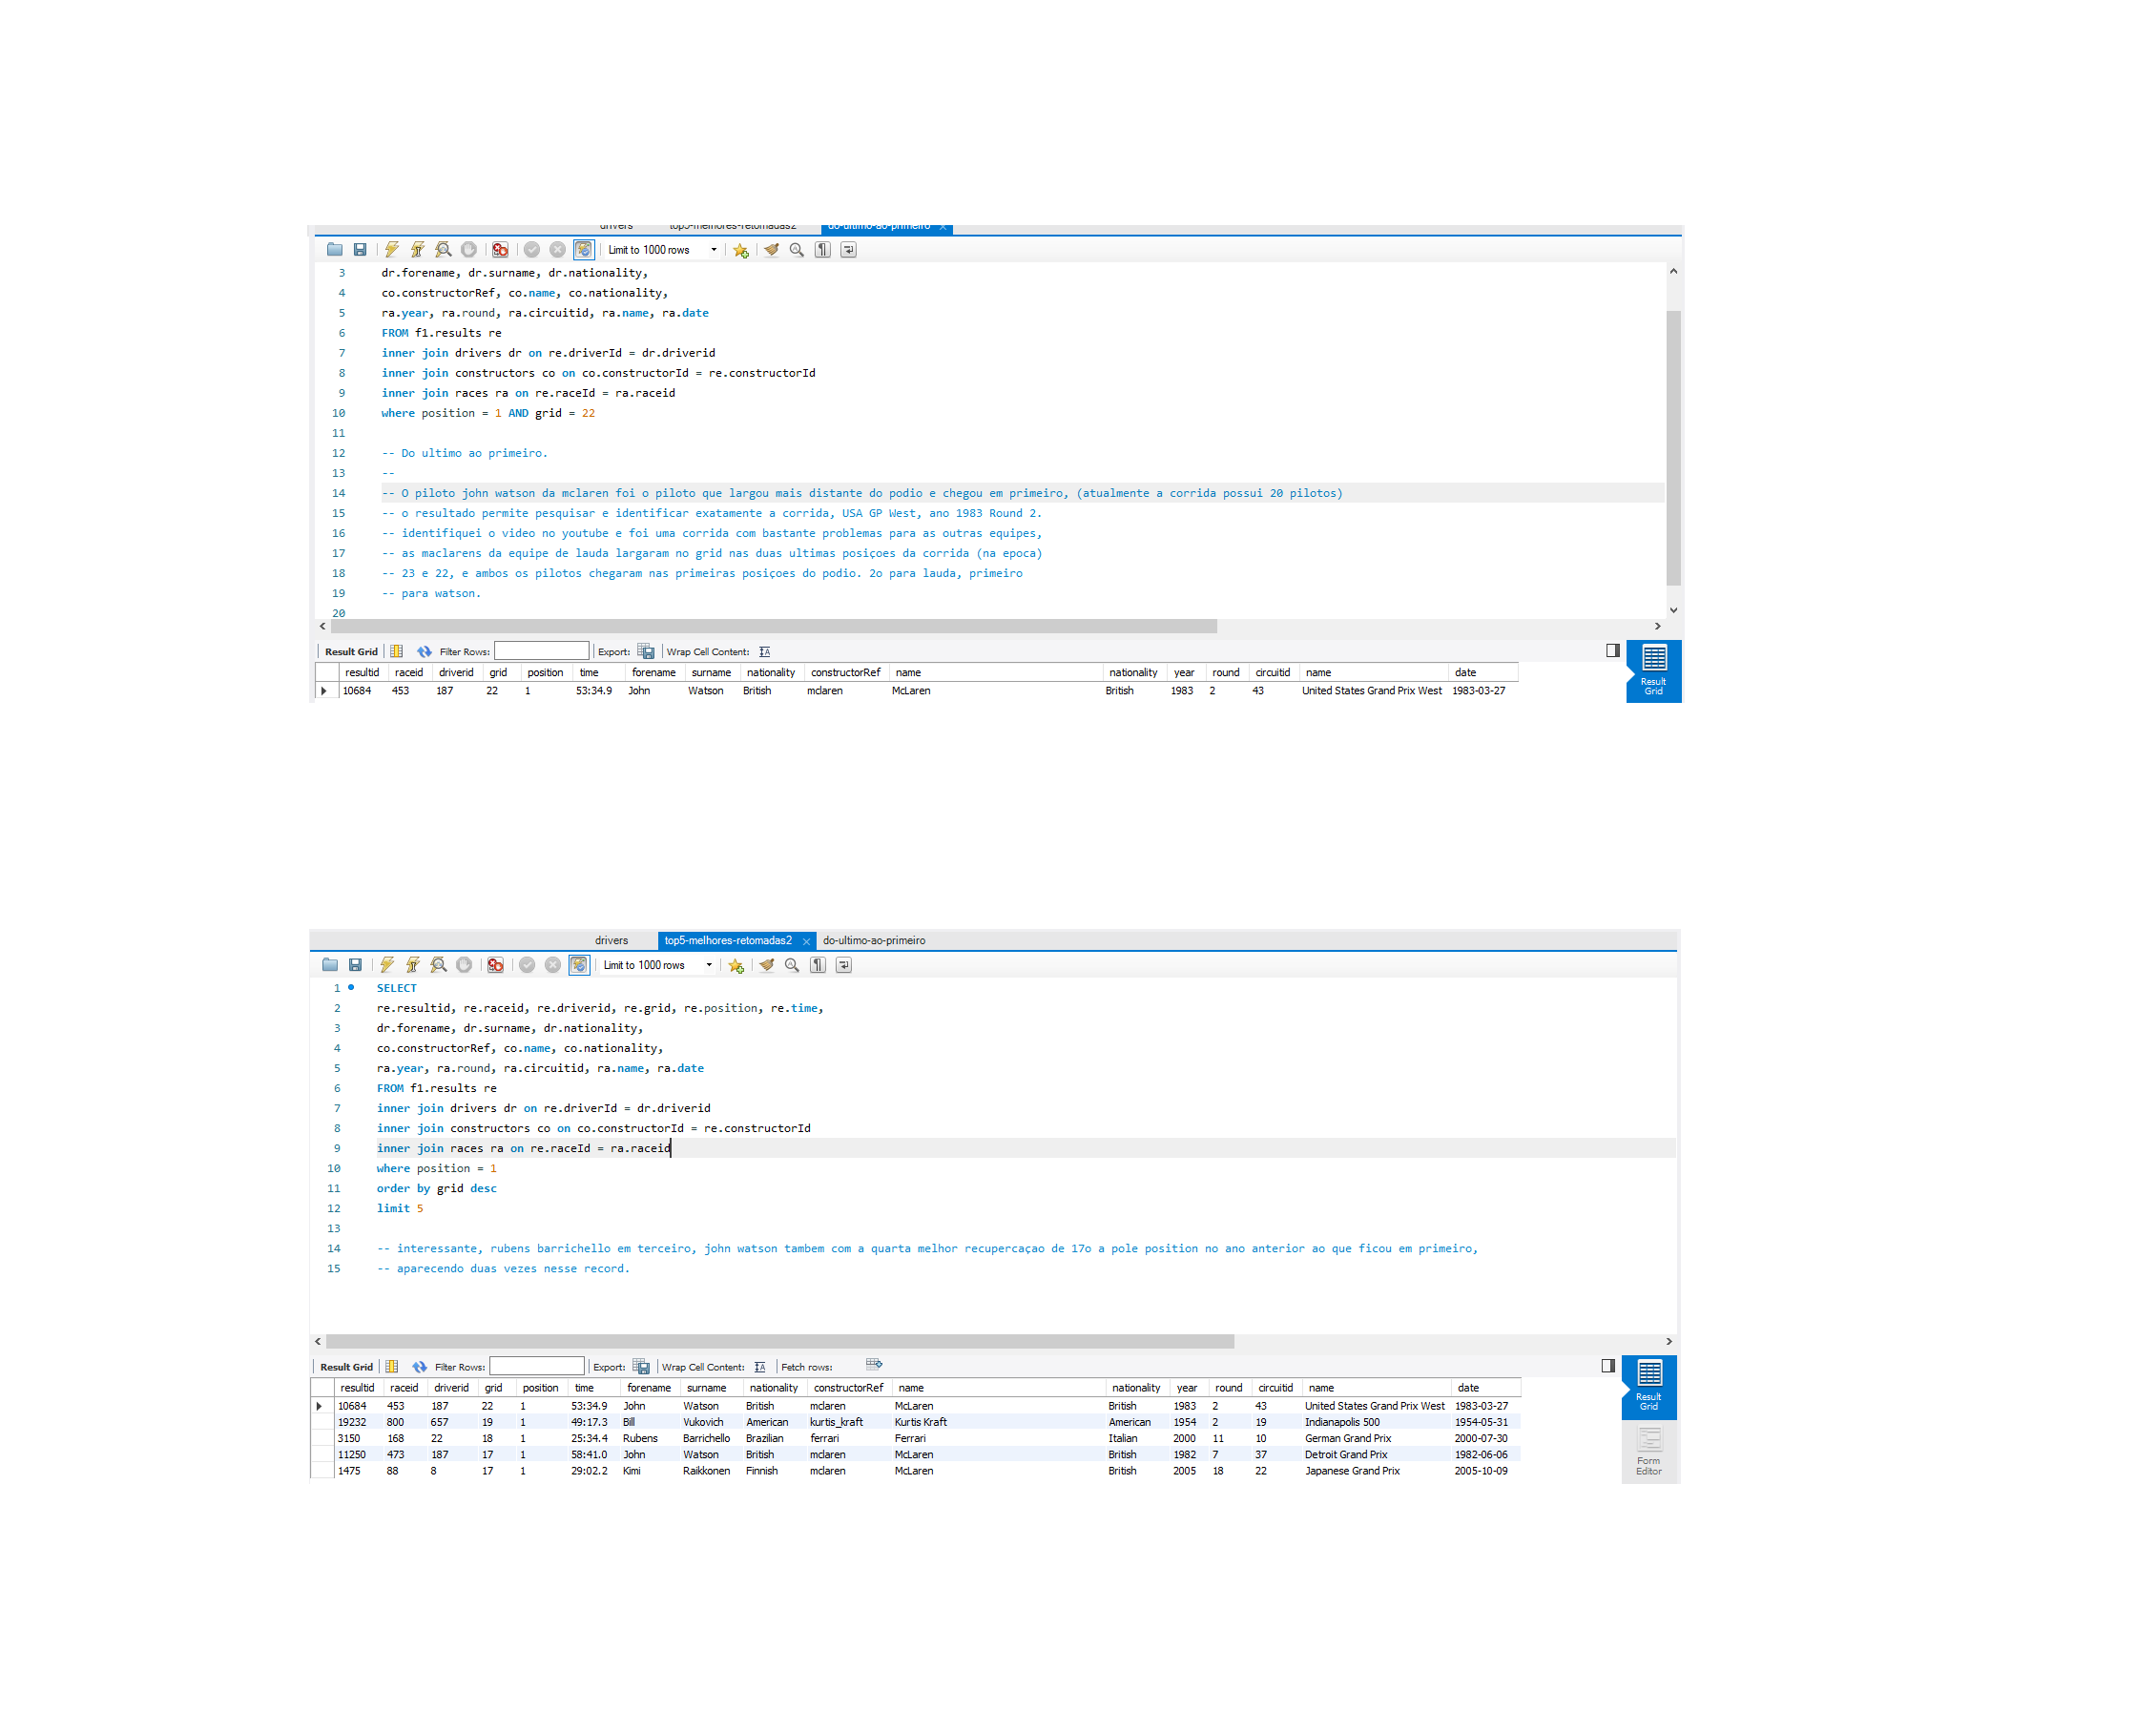 drivers top5-melhores-retomadas2 do-ultimo-ao-primeiro
Limit to 1000 rows
3 dr.forename, dr.surname, dr.nationality,
4 co.constructorRef, co.name, co.nationality,
5 ra.year, ra.round, ra.circuitid, ra.name, ra.date
6 FROM f1.results re
7 inner join drivers dr on re.driverId = dr.driverid
8 inner join constructors co on co.constructorId = re.constructorId
9 inner join races ra on re.raceId = ra.raceid
10 where position = 1 AND grid = 22
11
12 -- Do ultimo ao primeiro.
13 --
14 -- O piloto john watson da mclaren foi o piloto que largou mais distante do podio e chegou em primeiro, (atualmente a corrida possui 20 pilotos)
15 -- o resultado permite pesquisar e identificar exatamente a corrida, USA GP West, ano 1983 Round 2.
16 -- identifiquei o video no youtube e foi uma corrida com bastante problemas para as outras equipes,
17 -- as maclarens da equipe de lauda largaram no grid nas duas ultimas posiçoes da corrida (na epoca)
18 -- 23 e 22, e ambos os pilotos chegaram nas primeiras posiçoes do podio. 2o para lauda, primeiro
19 -- para watson.
20
Result Grid Filter Rows: Export: Wrap Cell Content:
resultid raceid driverid grid position time forename surname nationality constructorRef name nationality year round circuitid name date
10684 453 187 22 1 53:34.9 John Watson British mclaren McLaren British 1983 2 43 United States Grand Prix West 1983-03-27
Result
Grid
drivers top5-melhores-retomadas2 do-ultimo-ao-primeiro
Limit to 1000 rows
1 SELECT
2 re.resultid, re.raceid, re.driverid, re.grid, re.position, re.time,
3 dr.forename, dr.surname, dr.nationality,
4 co.constructorRef, co.name, co.nationality,
5 ra.year, ra.round, ra.circuitid, ra.name, ra.date
6 FROM f1.results re
7 inner join drivers dr on re.driverId = dr.driverid
8 inner join constructors co on co.constructorId = re.constructorId
9 inner join races ra on re.raceId = ra.raceid
10 where position = 1
11 order by grid desc
12 limit 5
13
14 -- interessante, rubens barrichello em terceiro, john watson tambem com a quarta melhor recupercaçao de 17o a pole position no ano anterior ao que ficou em primeiro,
15 -- aparecendo duas vezes nesse record.
Result Grid Filter Rows: Export: Wrap Cell Content: Fetch rows:
resultid raceid driverid grid position time forename surname nationality constructorRef name nationality year round circuitid name date
10684 453 187 22 1 53:34.9 John Watson British mclaren McLaren British 1983 2 43 United States Grand Prix West 1983-03-27
19232 800 657 19 1 49:17.3 Bill Vukovich American kurtis_kraft Kurtis Kraft American 1954 2 19 Indianapolis 500 1954-05-31
3150 168 22 18 1 25:34.4 Rubens Barrichello Brazilian ferrari Ferrari Italian 2000 11 10 German Grand Prix 2000-07-30
11250 473 187 17 1 58:41.0 John Watson British mclaren McLaren British 1982 7 37 Detroit Grand Prix 1982-06-06
1475 88 8 17 1 29:02.2 Kimi Raikkonen Finnish mclaren McLaren British 2005 18 22 Japanese Grand Prix 2005-10-09
Result
Grid
Form
Editor